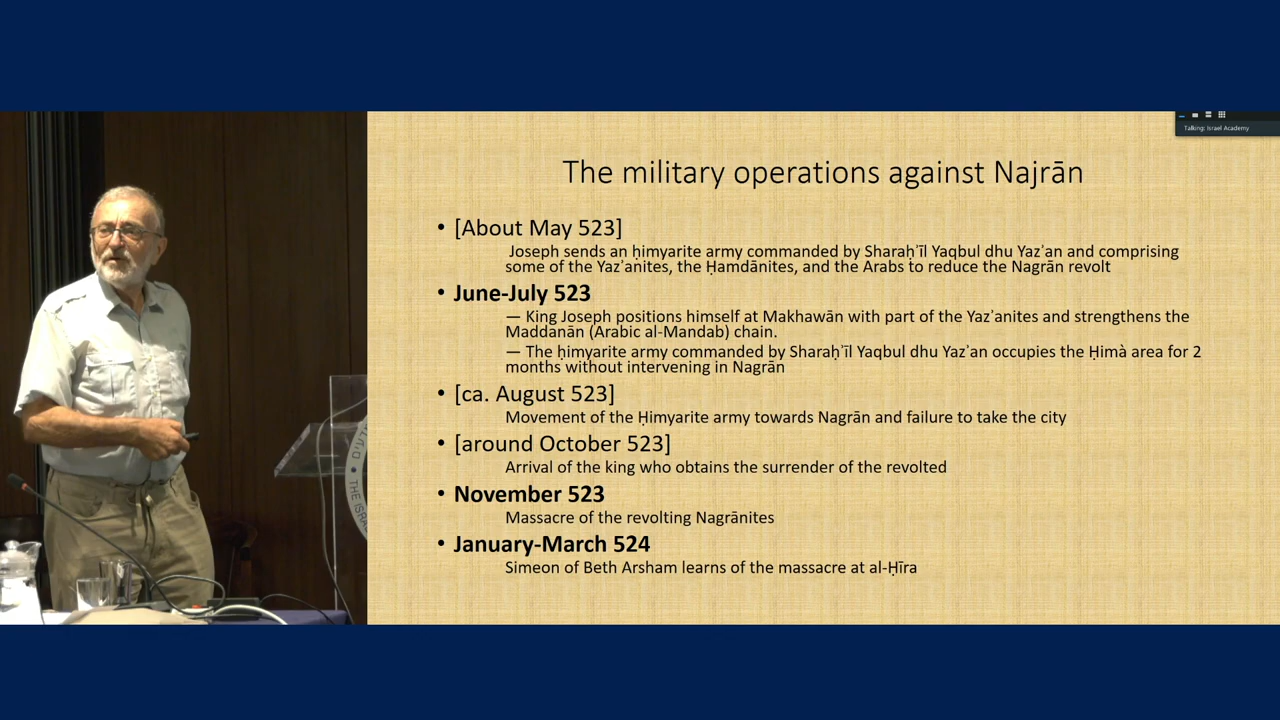 Talking: Israel Academy
The military operations against Najrān
• [About May 523]
Joseph sends an ḥimyarite army commanded by Sharaḥʾīl Yaqbul dhu Yazʾan and comprising
some of the Yazʾanites, the Ḥamdānites, and the Arabs to reduce the Nagrān revolt
• June-July 523
— King Joseph positions himself at Makhawān with part of the Yazʾanites and strengthens the
Maddanān (Arabic al-Mandab) chain.
— The ḥimyarite army commanded by Sharaḥʾīl Yaqbul dhu Yazʾan occupies the Ḥimà area for 2
months without intervening in Nagrān
• [ca. August 523]
Movement of the Ḥimyarite army towards Nagrān and failure to take the city
• [around October 523]
Arrival of the king who obtains the surrender of the revolted
• November 523
Massacre of the revolting Nagrānites
• January-March 524
Simeon of Beth Arsham learns of the massacre at al-Ḥīra
THE ISRA